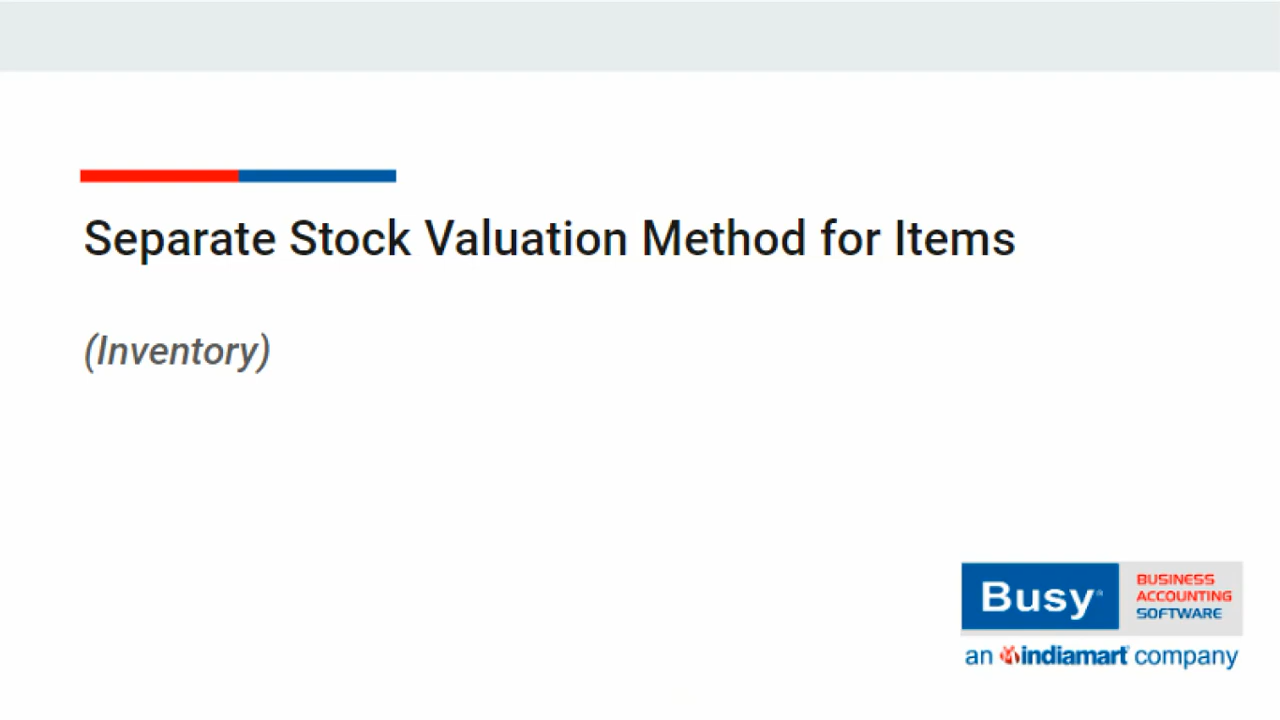 Separate Stock Valuation Method for Items
(Inventory)
Busy
BUSINESS
ACCOUNTING
SOFTWARE
an indiamart company